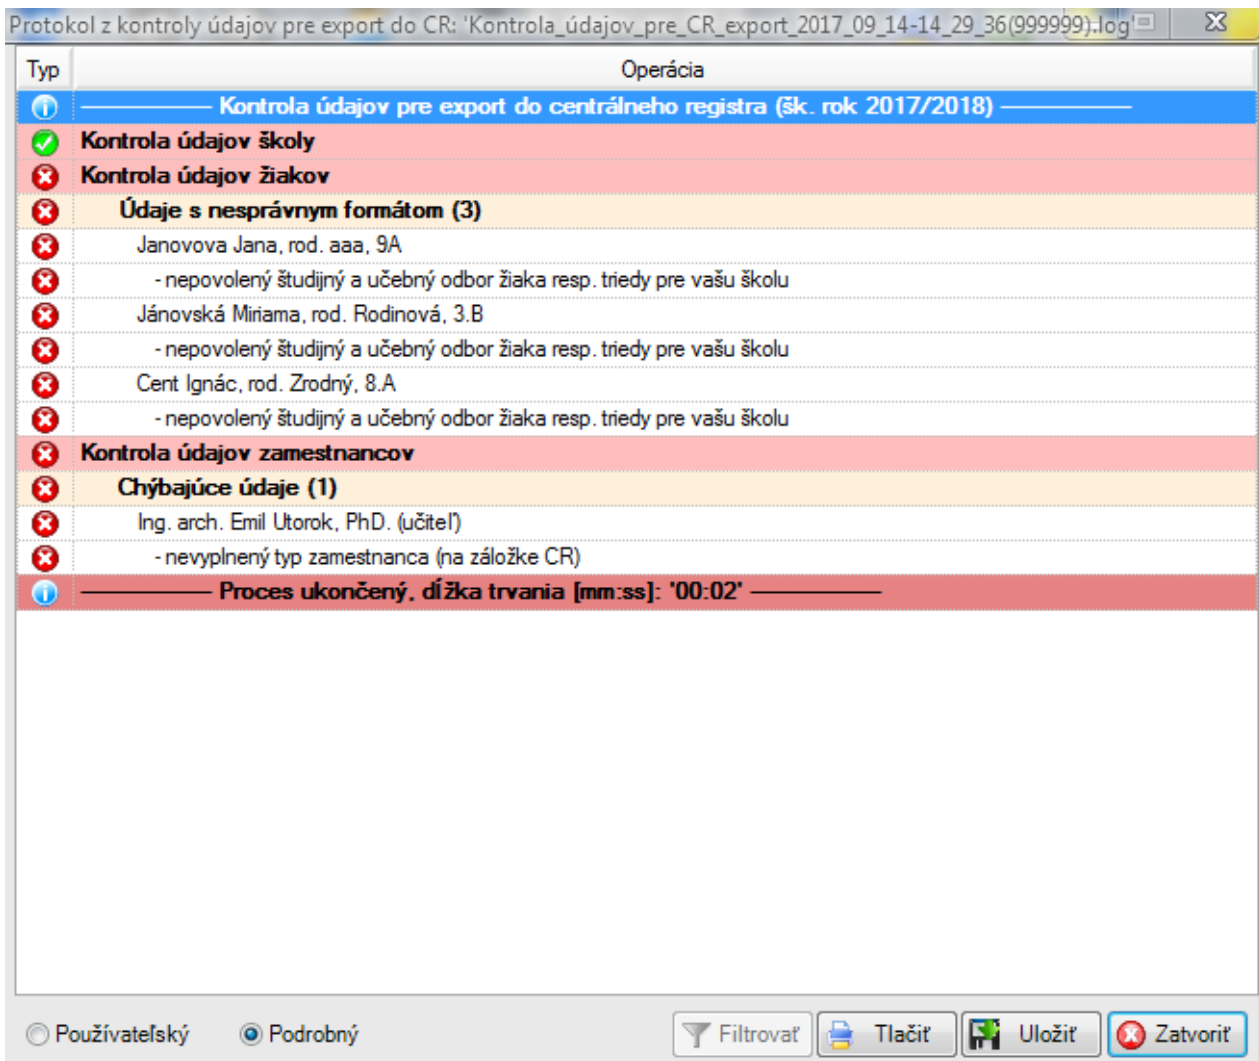 Protokol z kontroly údajov pre export do CR: 'Kontrola_údajov_pre_CR_export_2017_09_14-14_29_36(999999).log'
Typ Operácia
Kontrola údajov pre export do centrálneho registra (šk. rok 2017/2018)
Kontrola údajov školy
Kontrola údajov žiakov
Údaje s nesprávnym formátom (3)
Janovova Jana, rod. aaa, 9A
- nepovolený študijný a učebný odbor žiaka resp. triedy pre vašu školu
Jánovská Miriama, rod. Rodinová, 3.B
- nepovolený študijný a učebný odbor žiaka resp. triedy pre vašu školu
Cent Ignác, rod. Zrodný, 8.A
- nepovolený študijný a učebný odbor žiaka resp. triedy pre vašu školu
Kontrola údajov zamestnancov
Chýbajúce údaje (1)
Ing. arch. Emil Utorok, PhD. (učiteľ)
- nevyplnený typ zamestnanca (na záložke CR)
Proces ukončený, dĺžka trvania [mm:ss]: '00:02'
Používateľský Podrobný Filtrovať Tlačiť Uložiť Zatvoriť